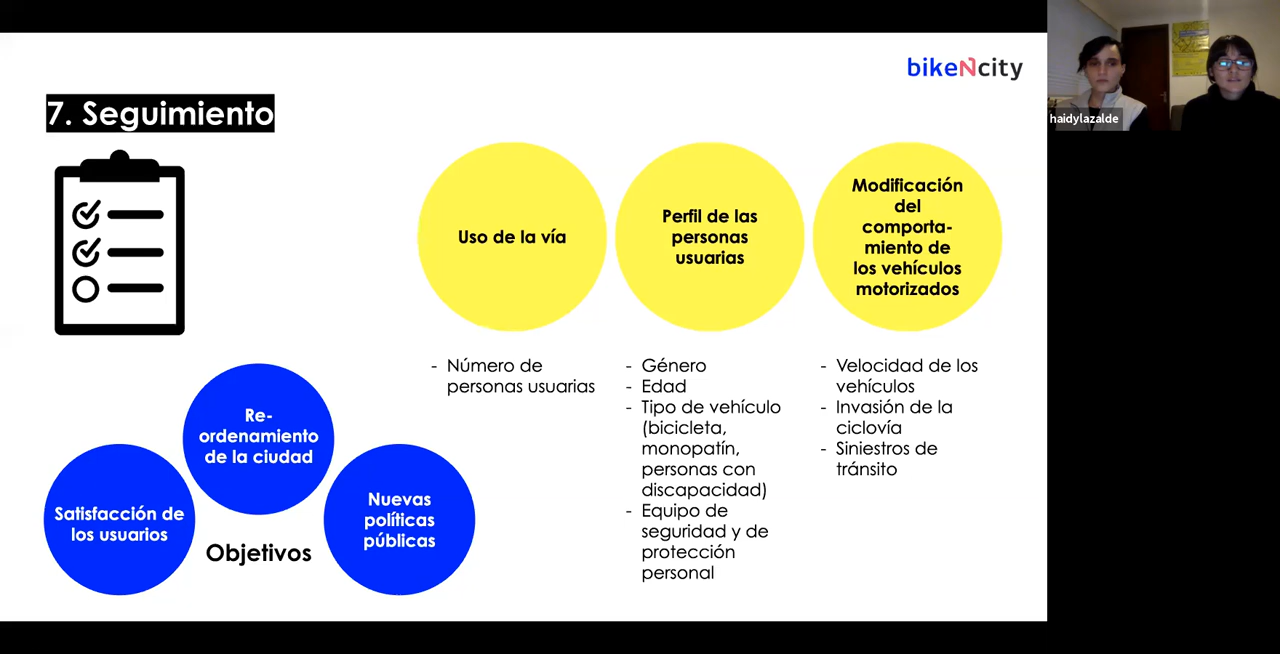 bikeNcity
haidylazalde
7. Seguimiento
Uso de la vía
Perfil de las
personas
usuarias
Modificación
del
comporta-
miento de
los vehículos
motorizados
- Número de
personas usuarias
- Género
- Edad
- Tipo de vehículo
(bicicleta,
monopatín,
personas con
discapacidad)
- Equipo de
seguridad y de
protección
personal
- Velocidad de los
vehículos
- Invasión de la
ciclovía
- Siniestros de
tránsito
Re-
ordenamiento
de la ciudad
Satisfacción de
los usuarios
Nuevas
políticas
públicas
Objetivos